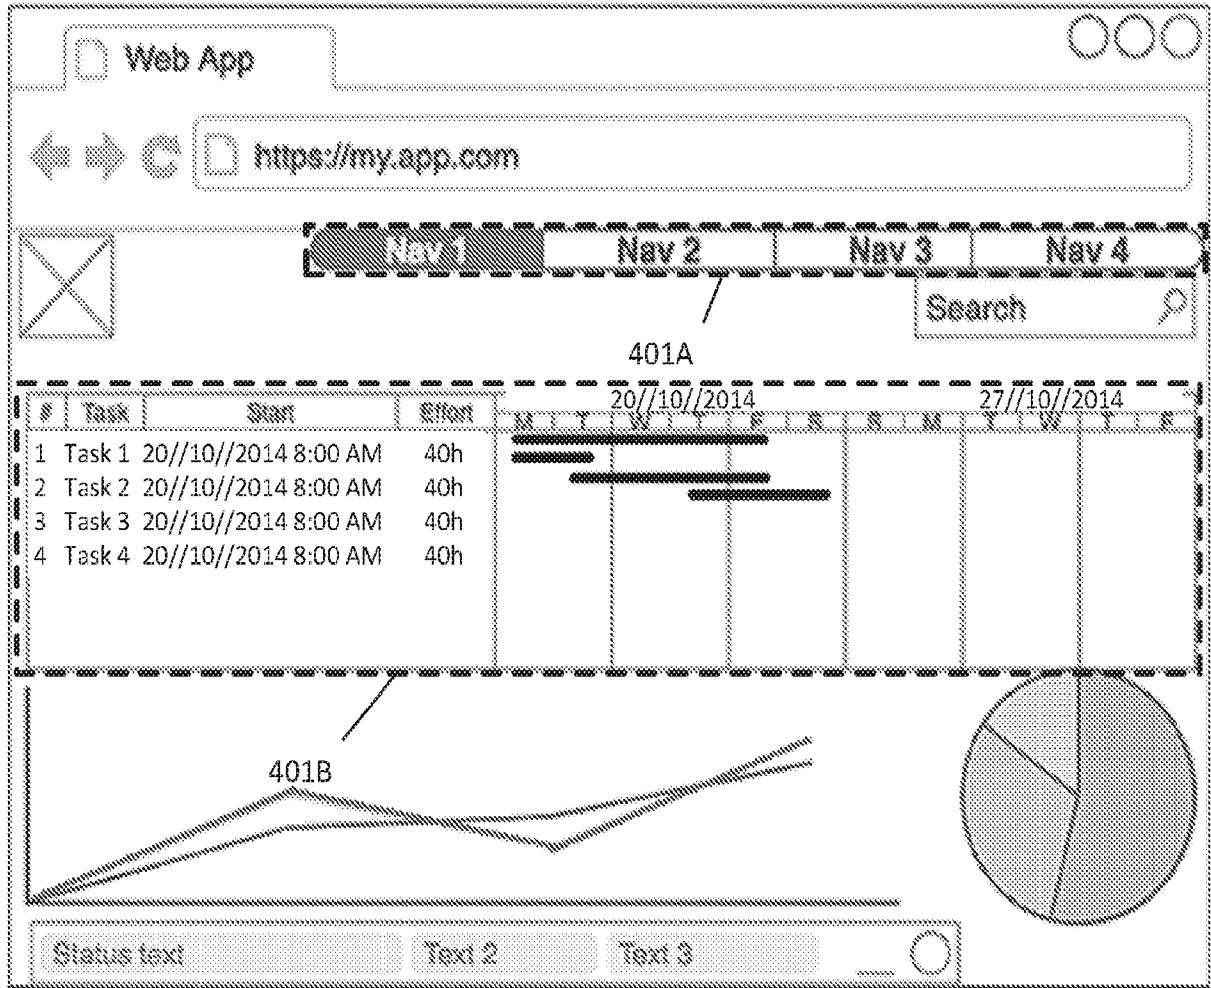 Web App
https://my.app.com
Nav 1 Nav 2 Nav 3 Nav 4
Search
401A
20//10//2014 27//10//2014
# Task Start Effort M T W T F S S M T W T F
1 Task 1 20//10//2014 8:00 AM 40h
2 Task 2 20//10//2014 8:00 AM 40h
3 Task 3 20//10//2014 8:00 AM 40h
4 Task 4 20//10//2014 8:00 AM 40h
401B
Status text Text 2 Text 3